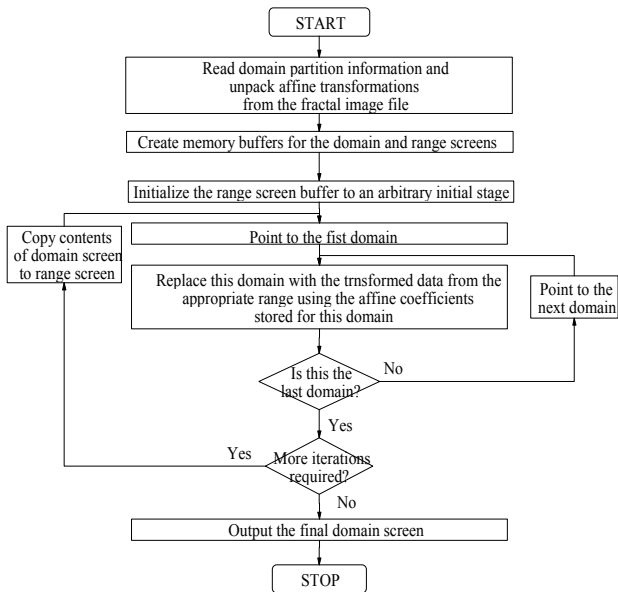 START
Read domain partition information and
unpack affine transformations
from the fractal image file
Create memory buffers for the domain and range screens
Initialize the range screen buffer to an arbitrary initial stage
Copy contents
of domain screen
to range screen
Point to the fist domain
Replace this domain with the trnsformed data from the
appropriate range using the affine coefficients
stored for this domain
Point to the
next domain
Is this the
last domain?
No
Yes
Yes
More iterations
required?
No
Output the final domain screen
STOP